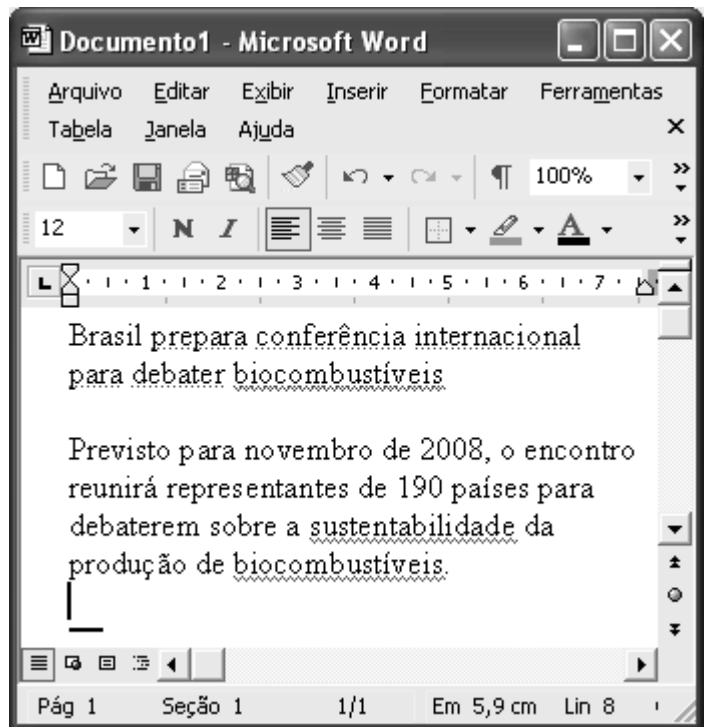 Documento1 - Microsoft Word
Arquivo Editar Exibir Inserir Formatar Ferramentas
Tabela Janela Ajuda
100%
12 N I A
1 2 3 4 5 6 7
Brasil prepara conferência internacional
para debater biocombustíveis
Previsto para novembro de 2008, o encontro
reunirá representantes de 190 países para
debaterem sobre a sustentabilidade da
produção de biocombustíveis.
Pág 1 Seção 1 1/1 Em 5,9 cm Lin 8